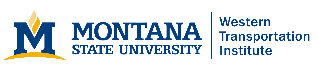 M MONTANA
STATE UNIVERSITY
Western
Transportation
Institute